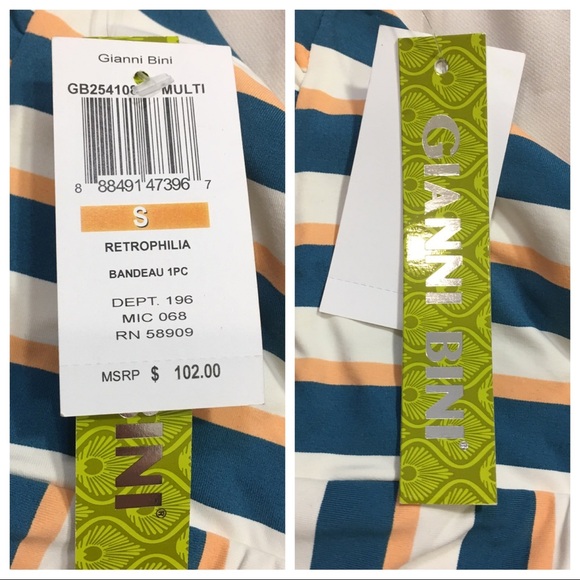 Gianni Bini
GB25410 MULTI
8 88491 47396 7
S
RETROPHILIA
BANDEAU 1PC
DEPT. 196
MIC 068
RN 58909
MSRP $ 102.00
INI®
GIANNI BINI®